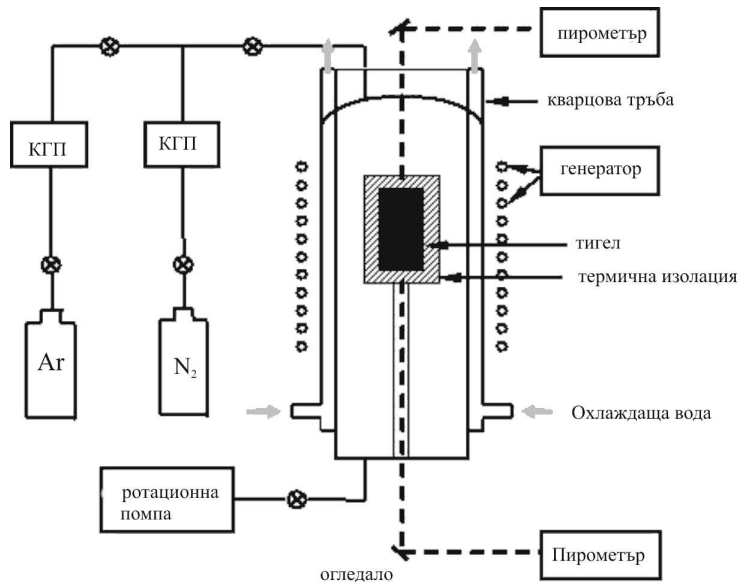 пирометър
кварцова тръба
КГП
КГП
генератор
тигел
термична изолация
Ar
N₂
Охлаждаща вода
ротационна
помпа
Пирометър
огледало